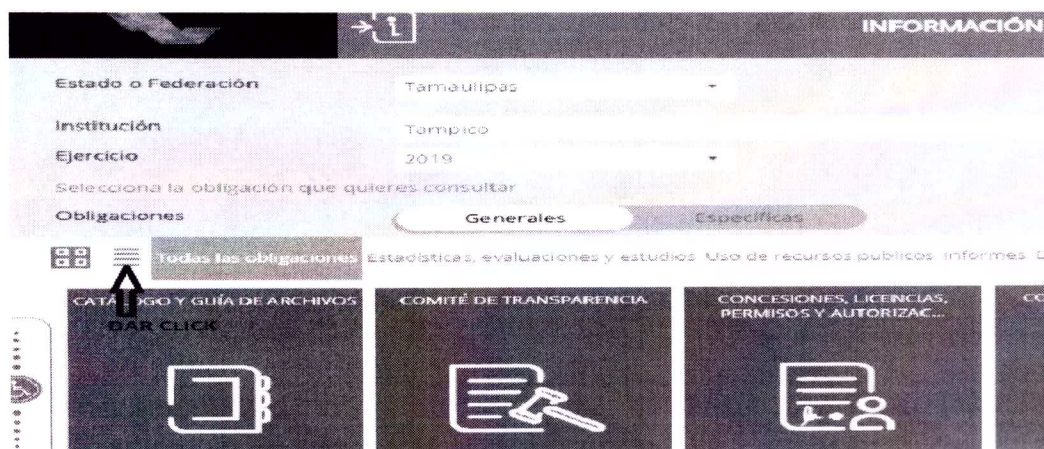 INFORMACIÓN
Estado o Federación Tamaulipas
Institución Tampico
Ejercicio 2019
Selecciona la obligación que quieres consultar
Obligaciones Generales Específicas
Todas las obligaciones Estadísticas, evaluaciones y estudios Uso de recursos públicos Informes
CATÁLOGO Y GUÍA DE ARCHIVOS
DAR CLICK
COMITÉ DE TRANSPARENCIA
CONCESIONES, LICENCIAS,
PERMISOS Y AUTORIZAC...
CO